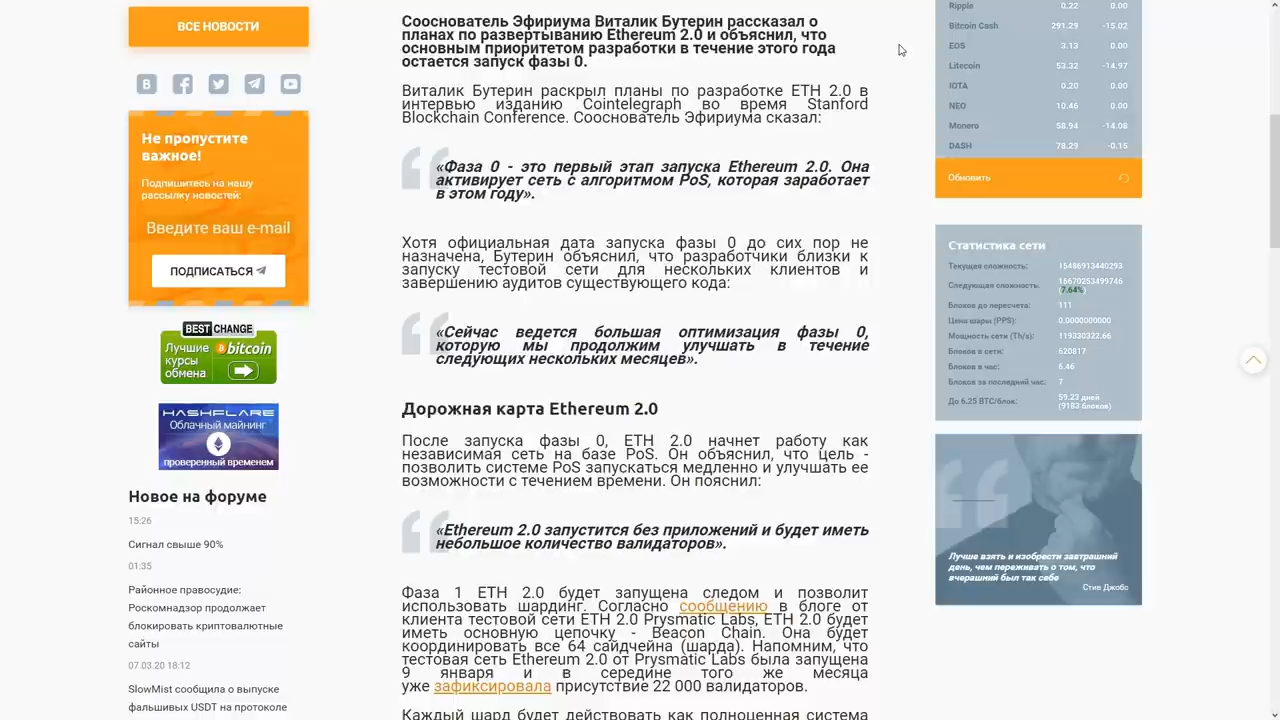 ВСЕ НОВОСТИ
Не пропустите
важное!
Подпишитесь на нашу
рассылку новостей:
Введите ваш e-mail
ПОДПИСАТЬСЯ
BEST CHANGE
Лучшие
курсы
обмена
bitcoin
HASHFLARE
Облачный майнинг
проверенный временем
Новое на форуме
15:26
Сигнал свыше 90%
01:35
Районное правосудие:
Роскомнадзор продолжает
блокировать криптовалютные
сайты
07.03.20 18:12
SlowMist сообщила о выпуске
фальшивых USDT на протоколе
Сооснователь Эфириума Виталик Бутерин рассказал о
планах по развертыванию Ethereum 2.0 и объяснил, что
основным приоритетом разработки в течение этого года
остается запуск фазы 0.
Виталик Бутерин раскрыл планы по разработке ETH 2.0 в
интервью изданию Cointelegraph во время Stanford
Blockchain Conference. Сооснователь Эфириума сказал:
«Фаза 0 - это первый этап запуска Ethereum 2.0. Она
активирует сеть с алгоритмом PoS, которая заработает
в этом году».
Хотя официальная дата запуска фазы 0 до сих пор не
назначена, Бутерин объяснил, что разработчики близки к
запуску тестовой сети для нескольких клиентов и
завершению аудитов существующего кода:
«Сейчас ведется большая оптимизация фазы 0,
которую мы продолжим улучшать в течение
следующих нескольких месяцев».
Дорожная карта Ethereum 2.0
После запуска фазы 0, ETH 2.0 начнет работу как
независимая сеть на базе PoS. Он объяснил, что цель -
позволить системе PoS запускаться медленно и улучшать ее
возможности с течением времени. Он пояснил:
«Ethereum 2.0 запустится без приложений и будет иметь
небольшое количество валидаторов».
Фаза 1 ETH 2.0 будет запущена следом и позволит
использовать шардинг. Согласно сообщению в блоге от
клиента тестовой сети ETH 2.0 Prysmatic Labs, ETH 2.0 будет
иметь основную цепочку - Beacon Chain. Она будет
координировать все 64 сайдчейна (шарда). Напомним, что
тестовая сеть Ethereum 2.0 от Prysmatic Labs была запущена
9 января и в середине того же месяца
уже зафиксировала присутствие 22 000 валидаторов.
Каждый шард будет действовать как полноценная система
Ripple 0.22 0.00
Bitcoin Cash 291.29 -15.02
EOS 3.13 0.00
Litecoin 53.32 -14.97
IOTA 0.20 0.00
NEO 10.46 0.00
Monero 58.94 -14.08
DASH 78.29 -0.15
Обновить
Статистика сети
Текущая сложность: 15486913440293
Следующая сложность: 16670253499746
(7.64%)
Блоков до пересчета: 111
Цена шары (PPS): 0.0000000000
Мощность сети (Th/s): 119330322.66
Блоков в сети: 620817
Блоков в час: 6.46
Блоков за последний час: 7
До 6.25 BTC/блок: 59.23 дней
(9183 блоков)
Лучше взять и изобрести завтрашний
день, чем переживать о том, что
вчерашний был так себе
Стив Джобс